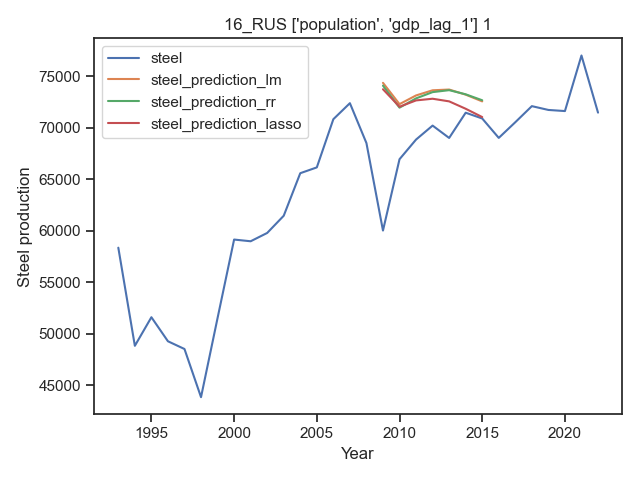 16_RUS ['population', 'gdp_lag_1'] 1
steel
steel_prediction_lm
steel_prediction_rr
steel_prediction_lasso
Steel production
75000
70000
65000
60000
55000
50000
45000
1995
2000
2005
2010
2015
2020
Year